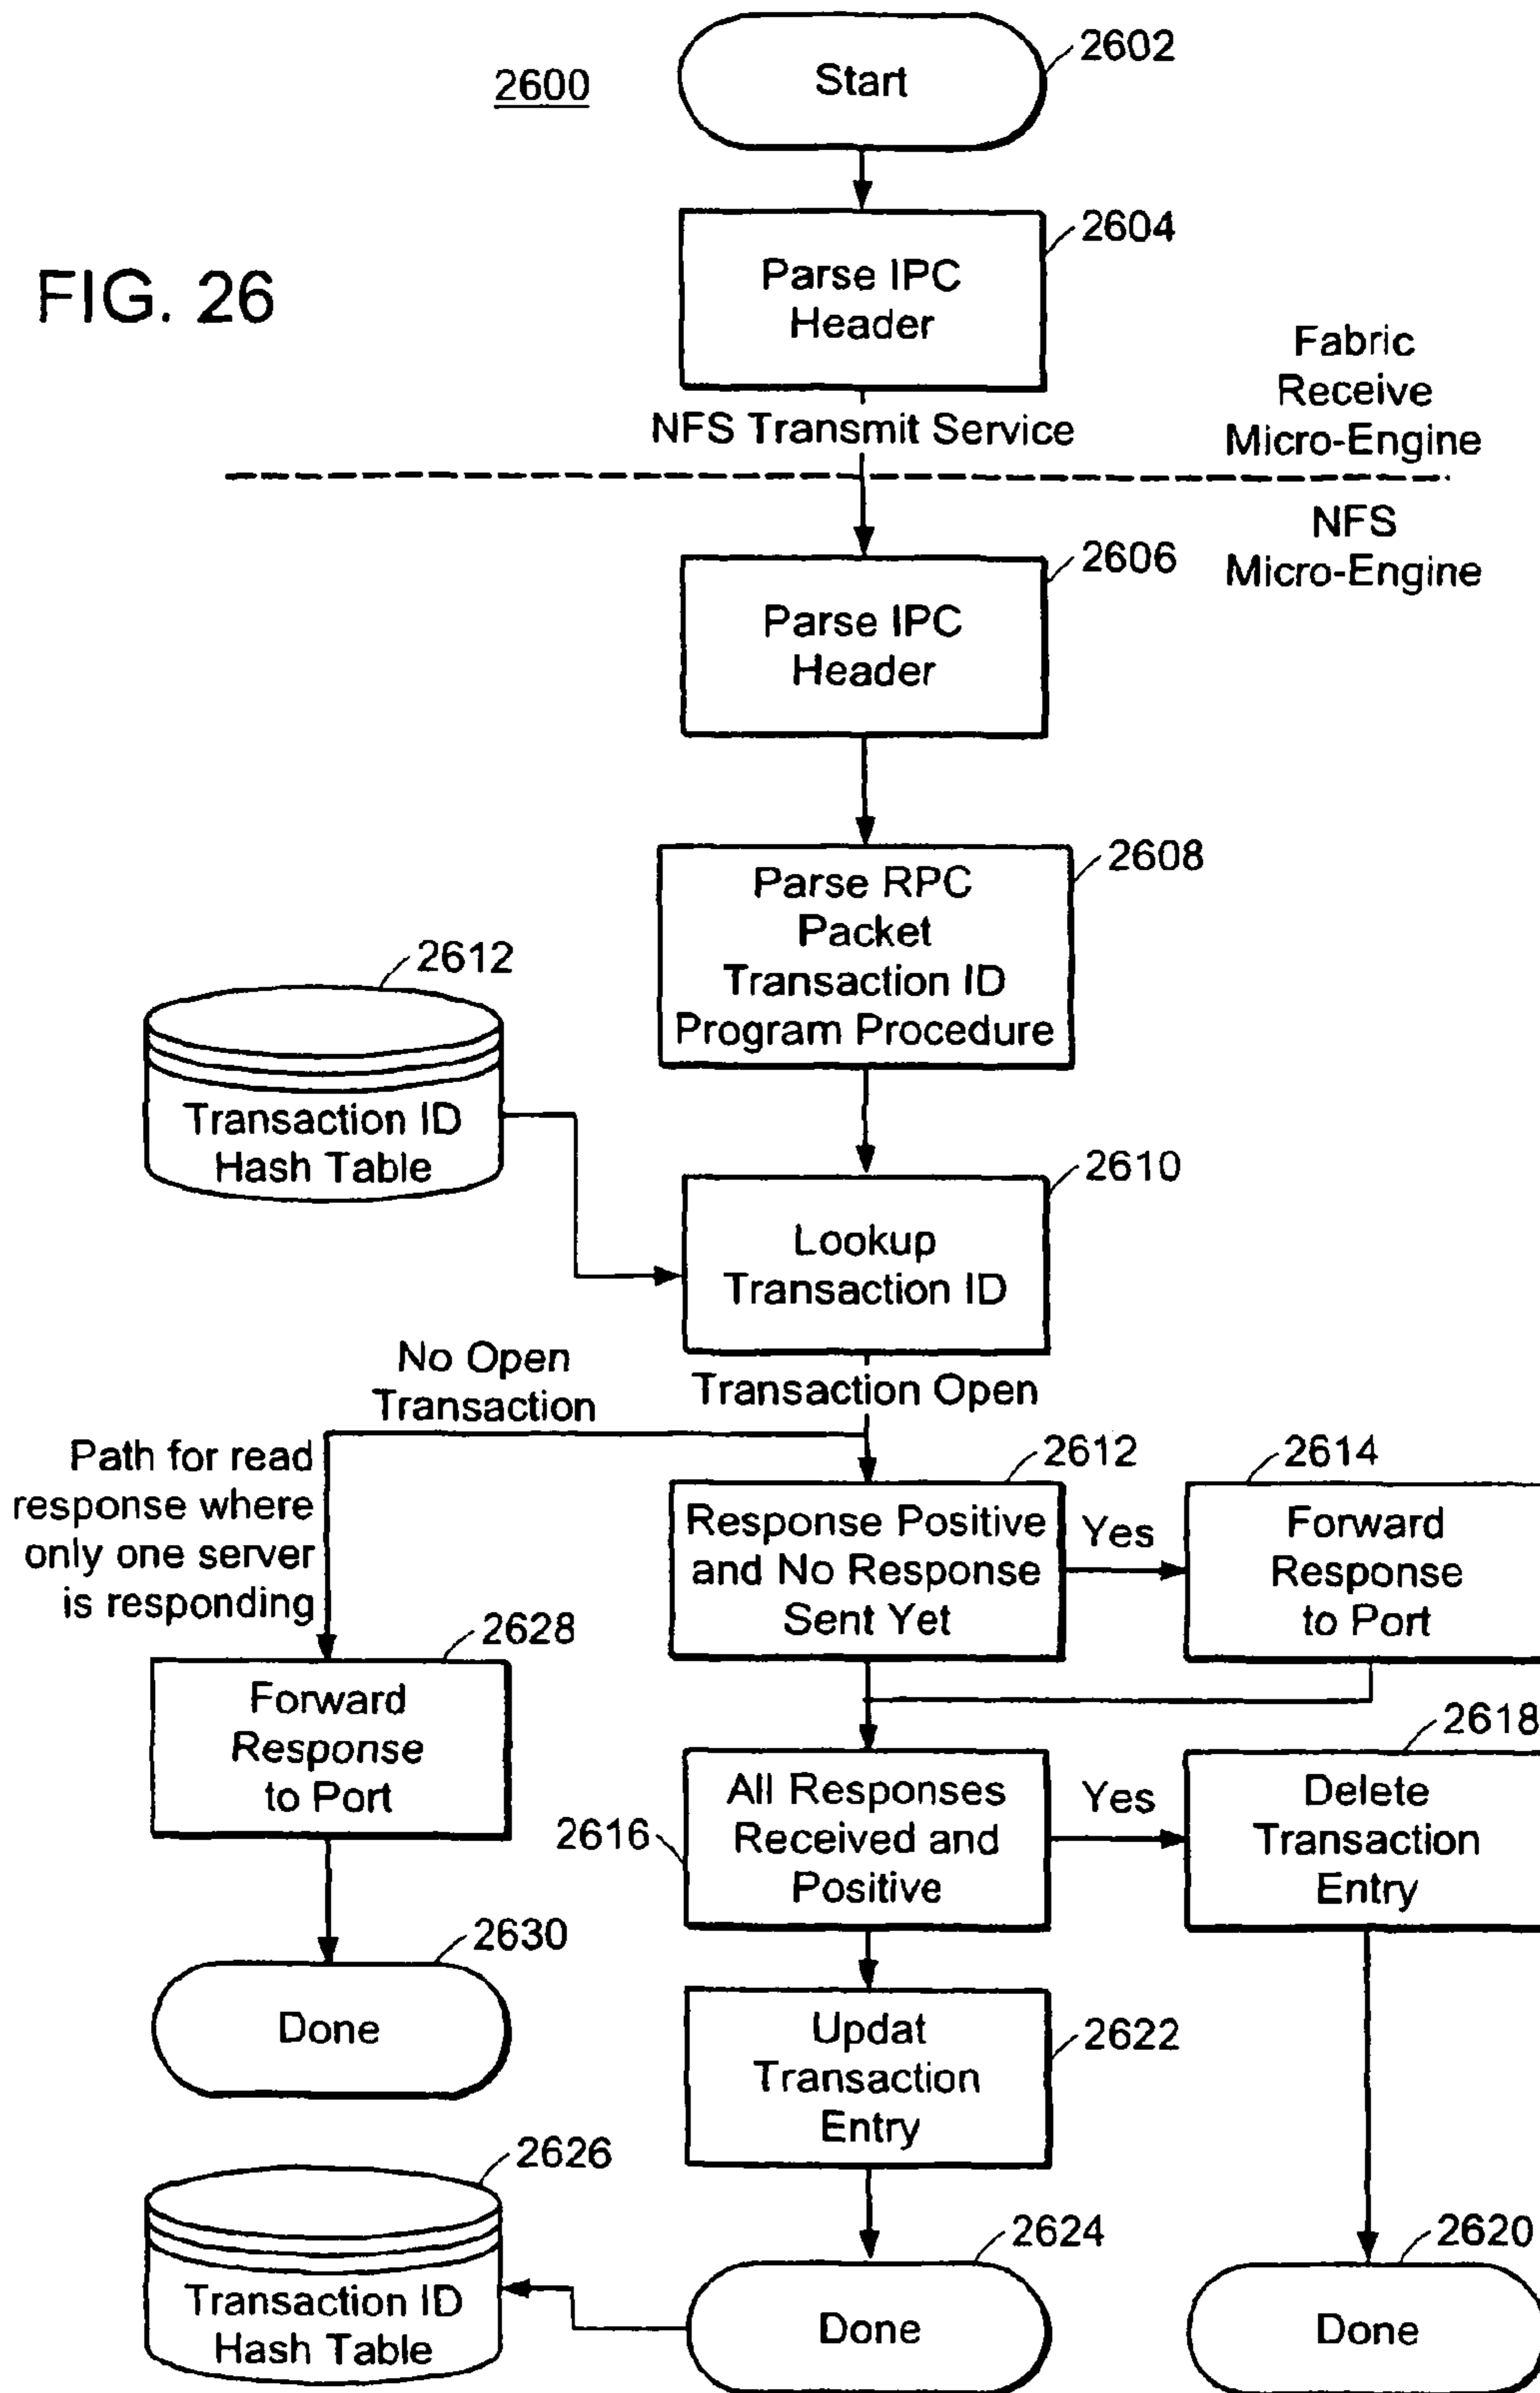 2600
Start
2602
FIG. 26
Parse IPC
Header
2604
Fabric
Receive
Micro-Engine
NFS Transmit Service
NFS
Micro-Engine
Parse IPC
Header
2606
Parse RPC
Packet
Transaction ID
Program Procedure
2608
2612
Transaction ID
Hash Table
Lookup
Transaction ID
2610
No Open
Transaction
Transaction Open
Path for read
response where
only one server
is responding
Response Positive
and No Response
Sent Yet
2612
Yes
Forward
Response
to Port
2614
Forward
Response
to Port
2628
All Responses
Received and
Positive
2616
Yes
Delete
Transaction
Entry
2618
Done
2630
Updat
Transaction
Entry
2622
2626
Transaction ID
Hash Table
Done
2624
Done
2620